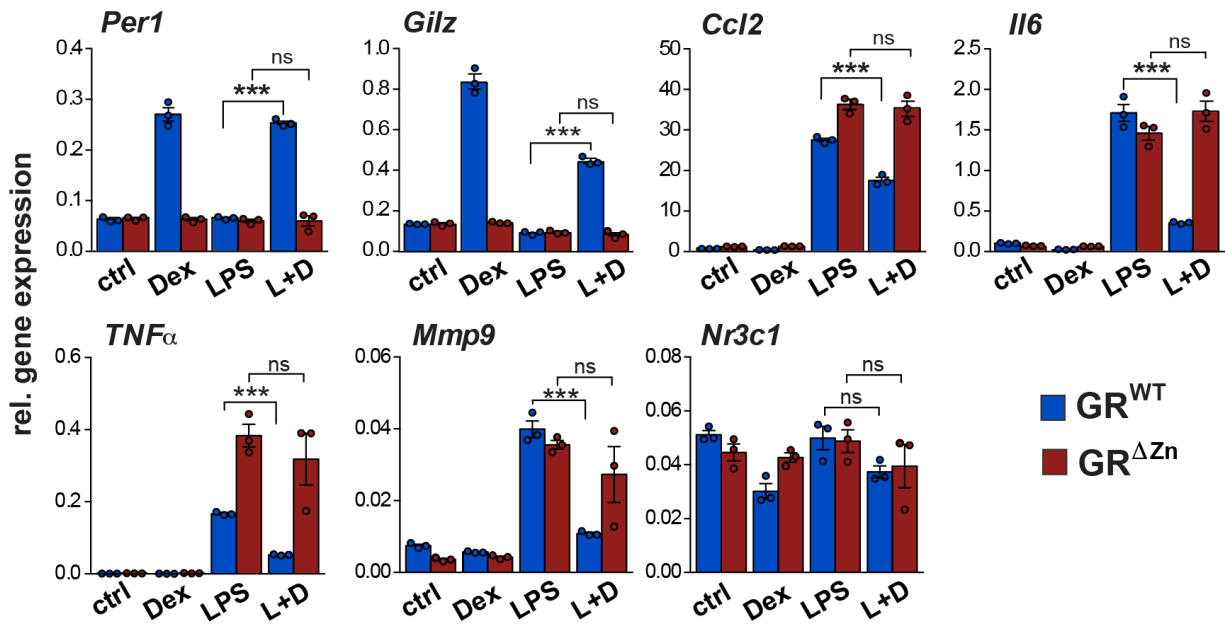 rel. gene expression
Per1
0.4
0.3
0.2
0.1
0.0
ns
***
ctrl Dex LPS L+D
Gilz
1.0
0.8
0.6
0.4
0.2
0.0
ns
***
ctrl Dex LPS L+D
Ccl2
50
40
30
20
10
0
ns
***
ctrl Dex LPS L+D
Il6
2.5
2.0
1.5
1.0
0.5
0.0
ns
***
ctrl Dex LPS L+D
TNFα
0.6
0.4
0.2
0.0
ns
***
ctrl Dex LPS L+D
Mmp9
0.06
0.04
0.02
0.00
ns
***
ctrl Dex LPS L+D
Nr3c1
0.08
0.06
0.04
0.02
0.00
ns
ns
ctrl Dex LPS L+D
GR^WT
GR^ΔZn